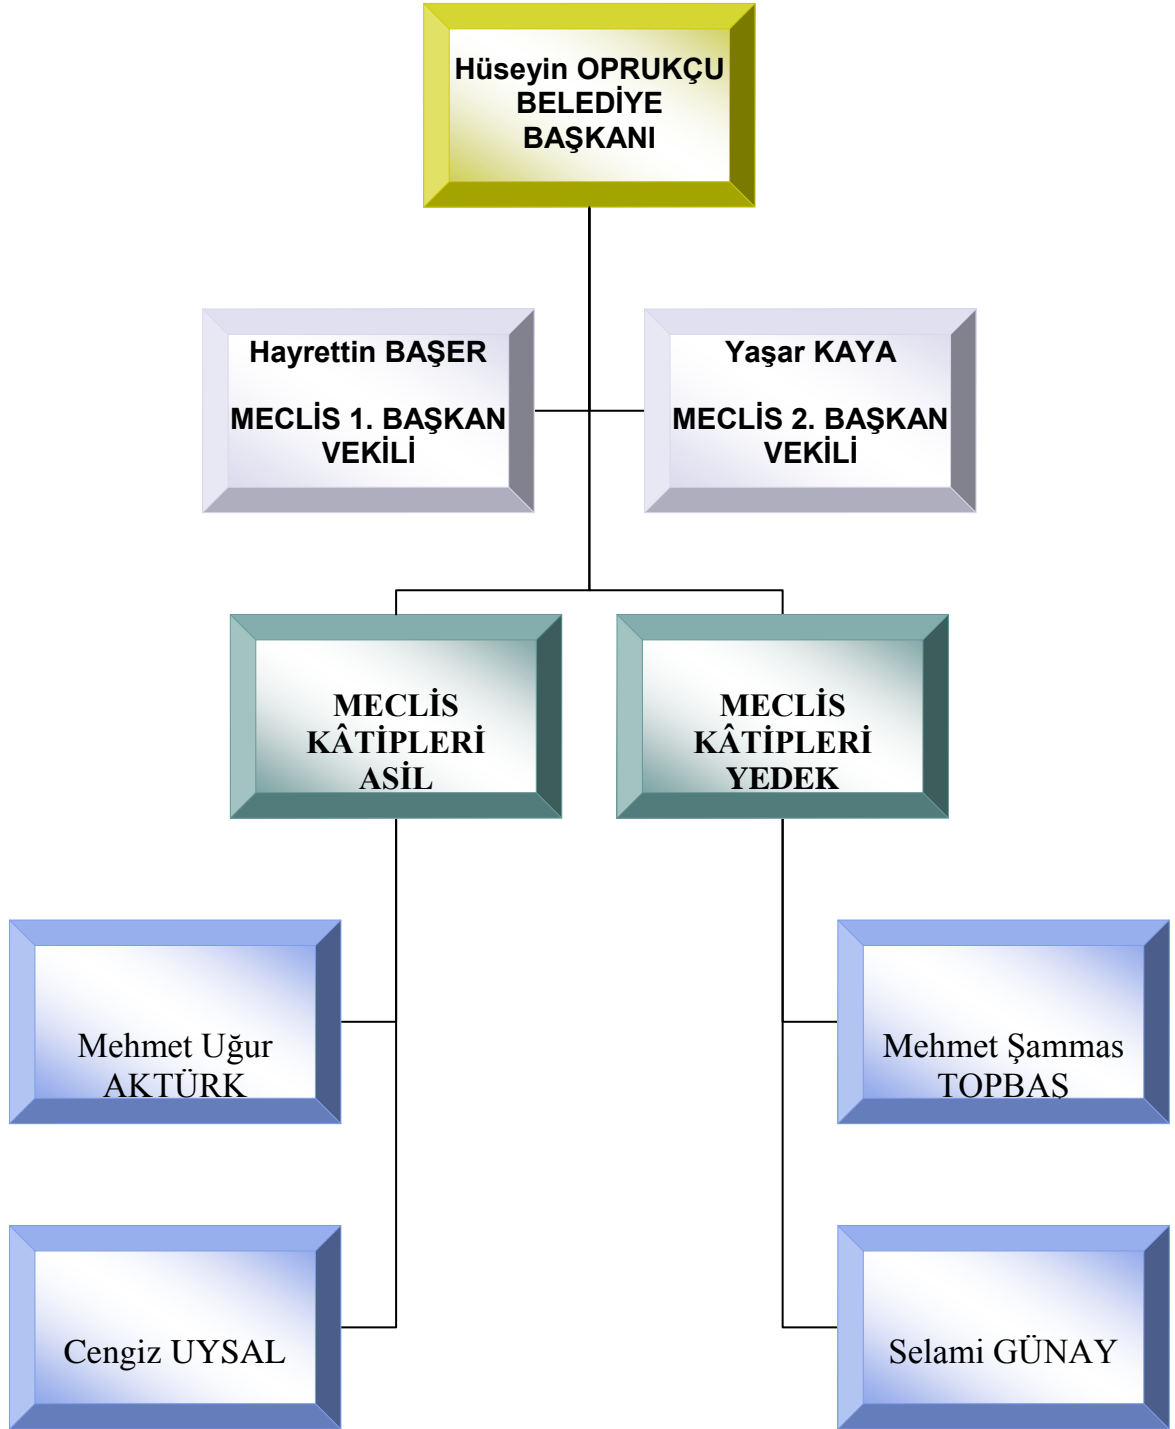 Hüseyin OPRUKÇU
BELEDİYE
BAŞKANI
Hayrettin BAŞER
MECLİS 1. BAŞKAN
VEKİLİ
Yaşar KAYA
MECLİS 2. BAŞKAN
VEKİLİ
MECLİS
KÂTİPLERİ
ASİL
MECLİS
KÂTİPLERİ
YEDEK
Mehmet Uğur
AKTÜRK
Mehmet Şammas
TOPBAŞ
Cengiz UYSAL
Selami GÜNAY